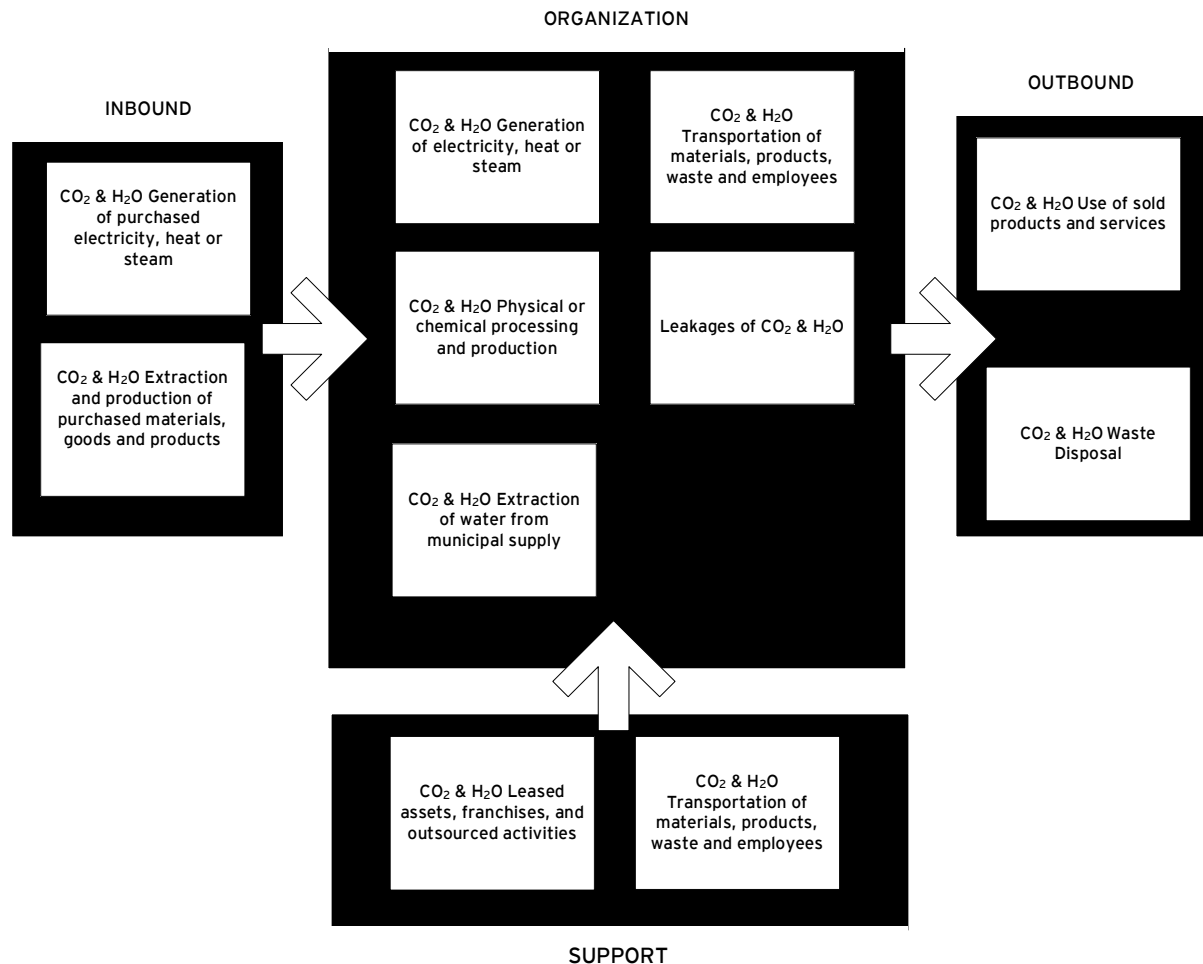 ORGANIZATION
INBOUND
CO₂ & H₂O Generation
of purchased
electricity, heat or
steam
CO₂ & H₂O Extraction
and production of
purchased materials,
goods and products
CO₂ & H₂O Generation
of electricity, heat or
steam
CO₂ & H₂O
Transportation of
materials, products,
waste and employees
CO₂ & H₂O Physical or
chemical processing
and production
Leakages of CO₂ & H₂O
CO₂ & H₂O Extraction
of water from
municipal supply
OUTBOUND
CO₂ & H₂O Use of sold
products and services
CO₂ & H₂O Waste
Disposal
CO₂ & H₂O Leased
assets, franchises, and
outsourced activities
CO₂ & H₂O
Transportation of
materials, products,
waste and employees
SUPPORT